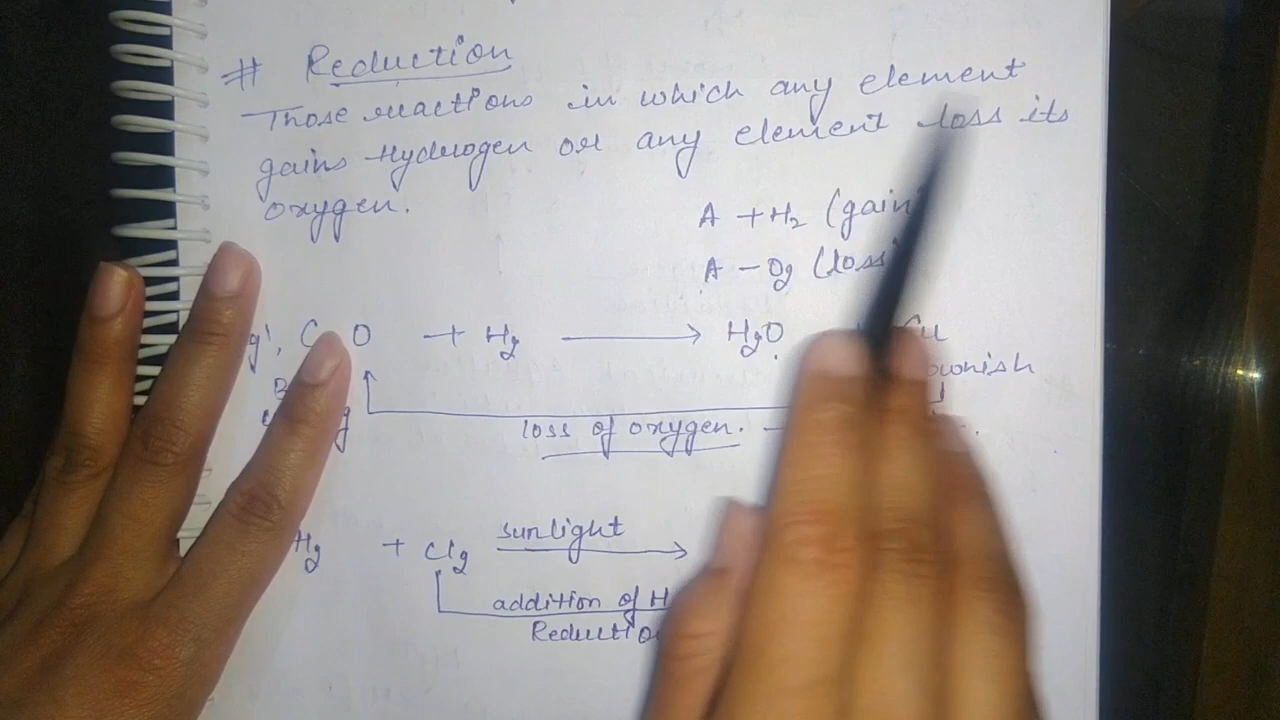 # Reduction
Those reactions in which any element
gains Hydrogen or any element loss its
oxygen.
A + H₂ (gain
A - O₂ (loss
O + H₂ → H₂O
loss of oxygen.
H₂ + Cl₂ sunlight →
addition of H